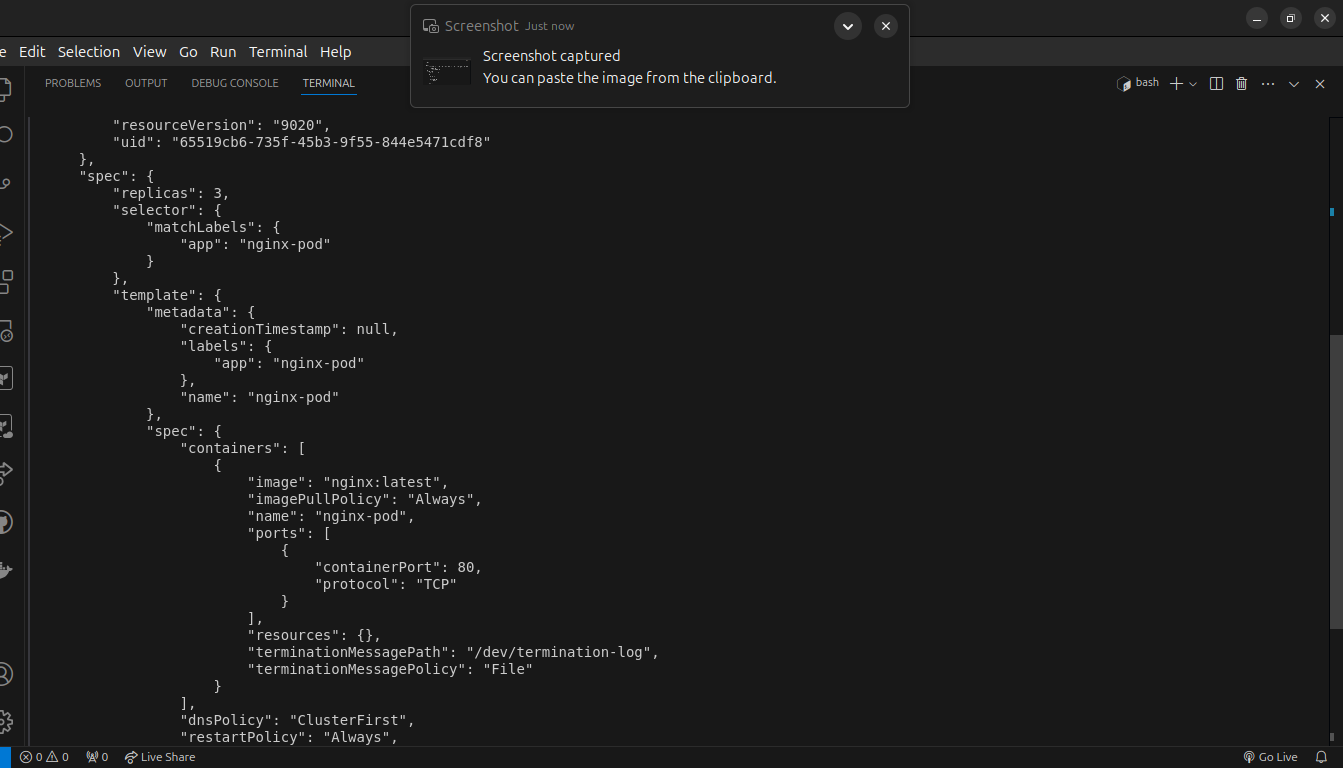 Screenshot Just now
Screenshot captured
You can paste the image from the clipboard.
e Edit Selection View Go Run Terminal Help
PROBLEMS OUTPUT DEBUG CONSOLE TERMINAL
bash
        "resourceVersion": "9020",
        "uid": "65519cb6-735f-45b3-9f55-844e5471cdf8"
    },
    "spec": {
        "replicas": 3,
        "selector": {
            "matchLabels": {
                "app": "nginx-pod"
            }
        },
        "template": {
            "metadata": {
                "creationTimestamp": null,
                "labels": {
                    "app": "nginx-pod"
                },
                "name": "nginx-pod"
            },
            "spec": {
                "containers": [
                    {
                        "image": "nginx:latest",
                        "imagePullPolicy": "Always",
                        "name": "nginx-pod",
                        "ports": [
                            {
                                "containerPort": 80,
                                "protocol": "TCP"
                            }
                        ],
                        "resources": {},
                        "terminationMessagePath": "/dev/termination-log",
                        "terminationMessagePolicy": "File"
                    }
                ],
                "dnsPolicy": "ClusterFirst",
                "restartPolicy": "Always",
0 0 0 Live Share Go Live